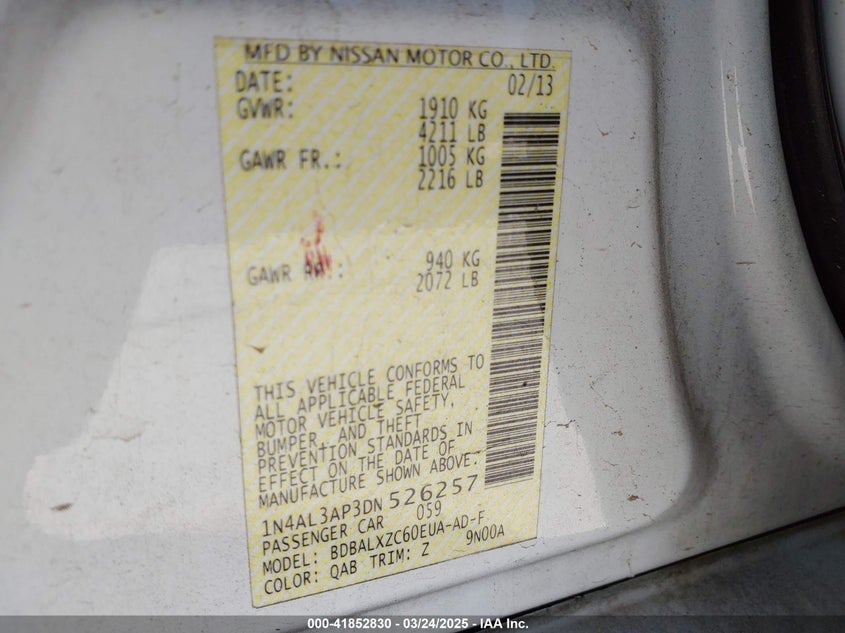 MFD BY NISSAN MOTOR CO., LTD.
DATE: 02/13
GVWR: 1910 KG
4211 LB
GAWR FR.: 1005 KG
2216 LB
GAWR RR.: 940 KG
2072 LB
THIS VEHICLE CONFORMS TO
ALL APPLICABLE FEDERAL
MOTOR VEHICLE SAFETY,
BUMPER, AND THEFT
PREVENTION STANDARDS IN
EFFECT ON THE DATE OF
MANUFACTURE SHOWN ABOVE.
1N4AL3AP3DN526257
PASSENGER CAR 059
MODEL: BDBALXZC60EUA-AD-F
COLOR: QAB TRIM: Z 9N00A
000-41852830 - 03/24/2025 - IAA Inc.